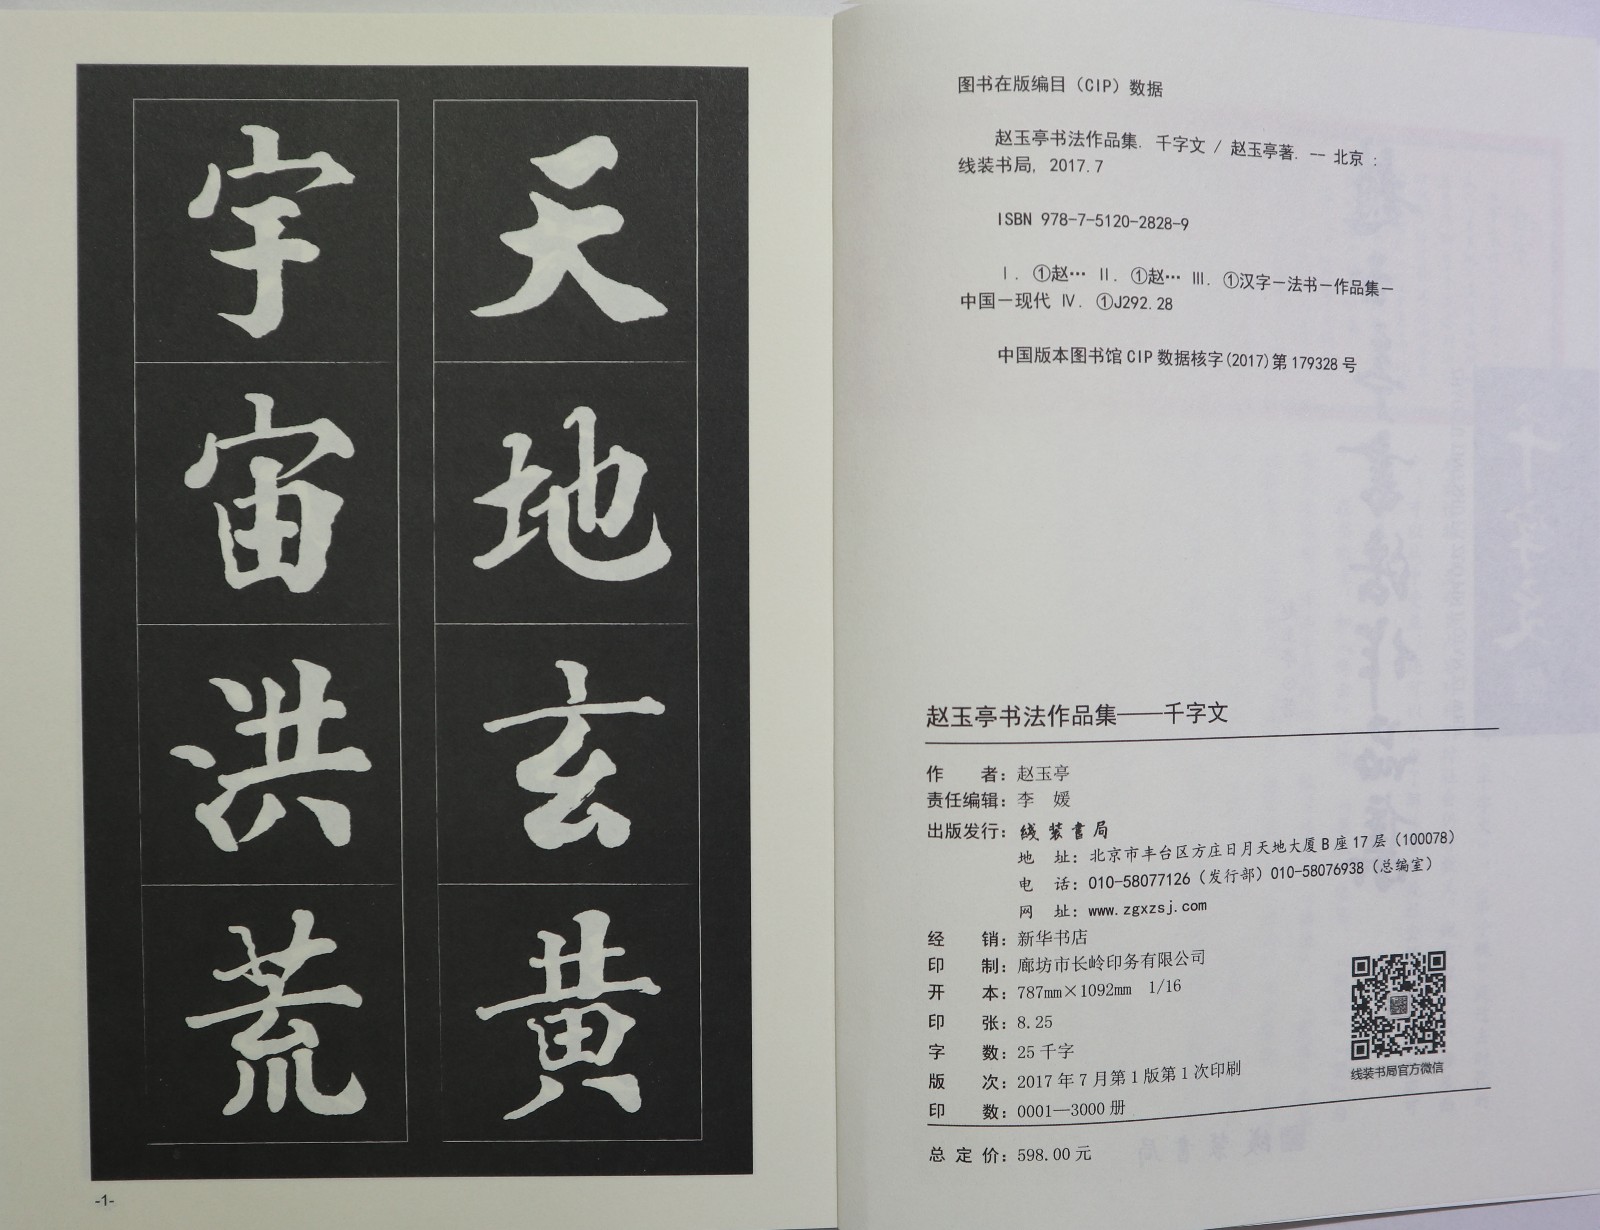 天地玄黄
宇宙洪荒
-1-
图书在版编目（CIP）数据
赵玉亭书法作品集. 千字文 / 赵玉亭著. -- 北京 :
线装书局, 2017.7
ISBN 978-7-5120-2828-9
Ⅰ. ①赵… Ⅱ. ①赵… Ⅲ. ①汉字－法书－作品集－
中国－现代 Ⅳ. ①J292.28
中国版本图书馆CIP数据核字(2017)第179328号
赵玉亭书法作品集——千字文
作 者：赵玉亭
责任编辑：李 媛
出版发行：线装書局
地 址：北京市丰台区方庄日月天地大厦B座17层（100078）
电 话：010-58077126（发行部）010-58076938（总编室）
网 址：www.zgxzsj.com
经 销：新华书店
印 制：廊坊市长岭印务有限公司
开 本：787mm×1092mm 1/16
印 张：8.25
字 数：25千字
版 次：2017年7月第1版第1次印刷
印 数：0001—3000册
线装书局官方微信
总 定 价：598.00元